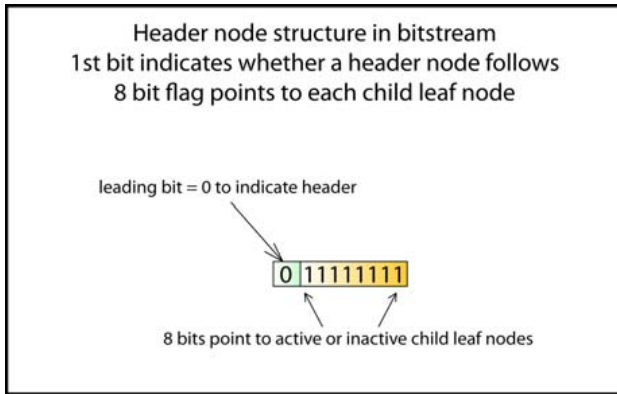 Header node structure in bitstream
1st bit indicates whether a header node follows
8 bit flag points to each child leaf node
leading bit = 0 to indicate header
0 11111111
8 bits point to active or inactive child leaf nodes